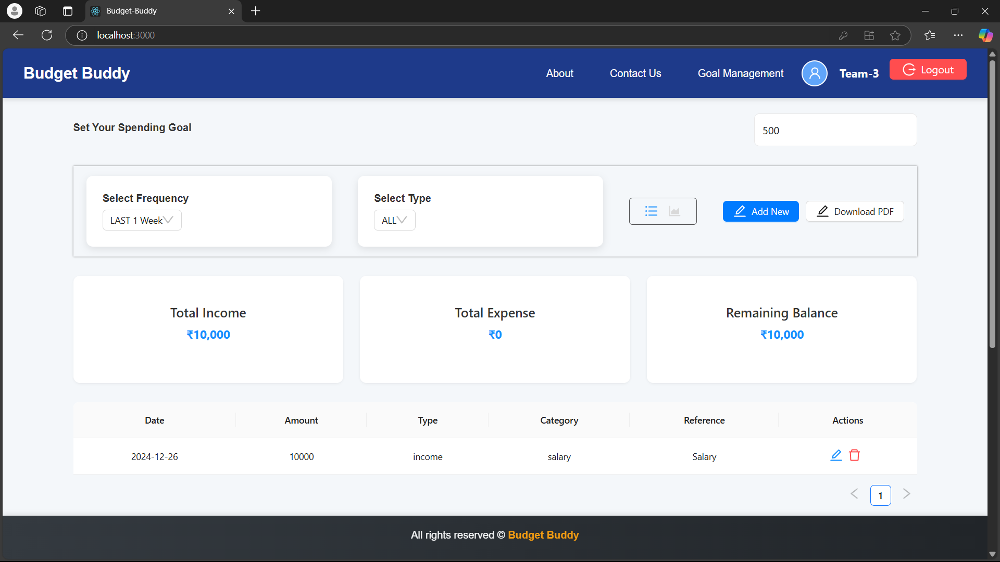 Budget-Buddy
localhost:3000
Budget Buddy
About
Contact Us
Goal Management
Team-3
Logout
Set Your Spending Goal
500
Select Frequency
LAST 1 Week
Select Type
ALL
Add New
Download PDF
Total Income
₹10,000
Total Expense
₹0
Remaining Balance
₹10,000
Date Amount Type Category Reference Actions
2024-12-26 10000 income salary Salary
1
All rights reserved © Budget Buddy